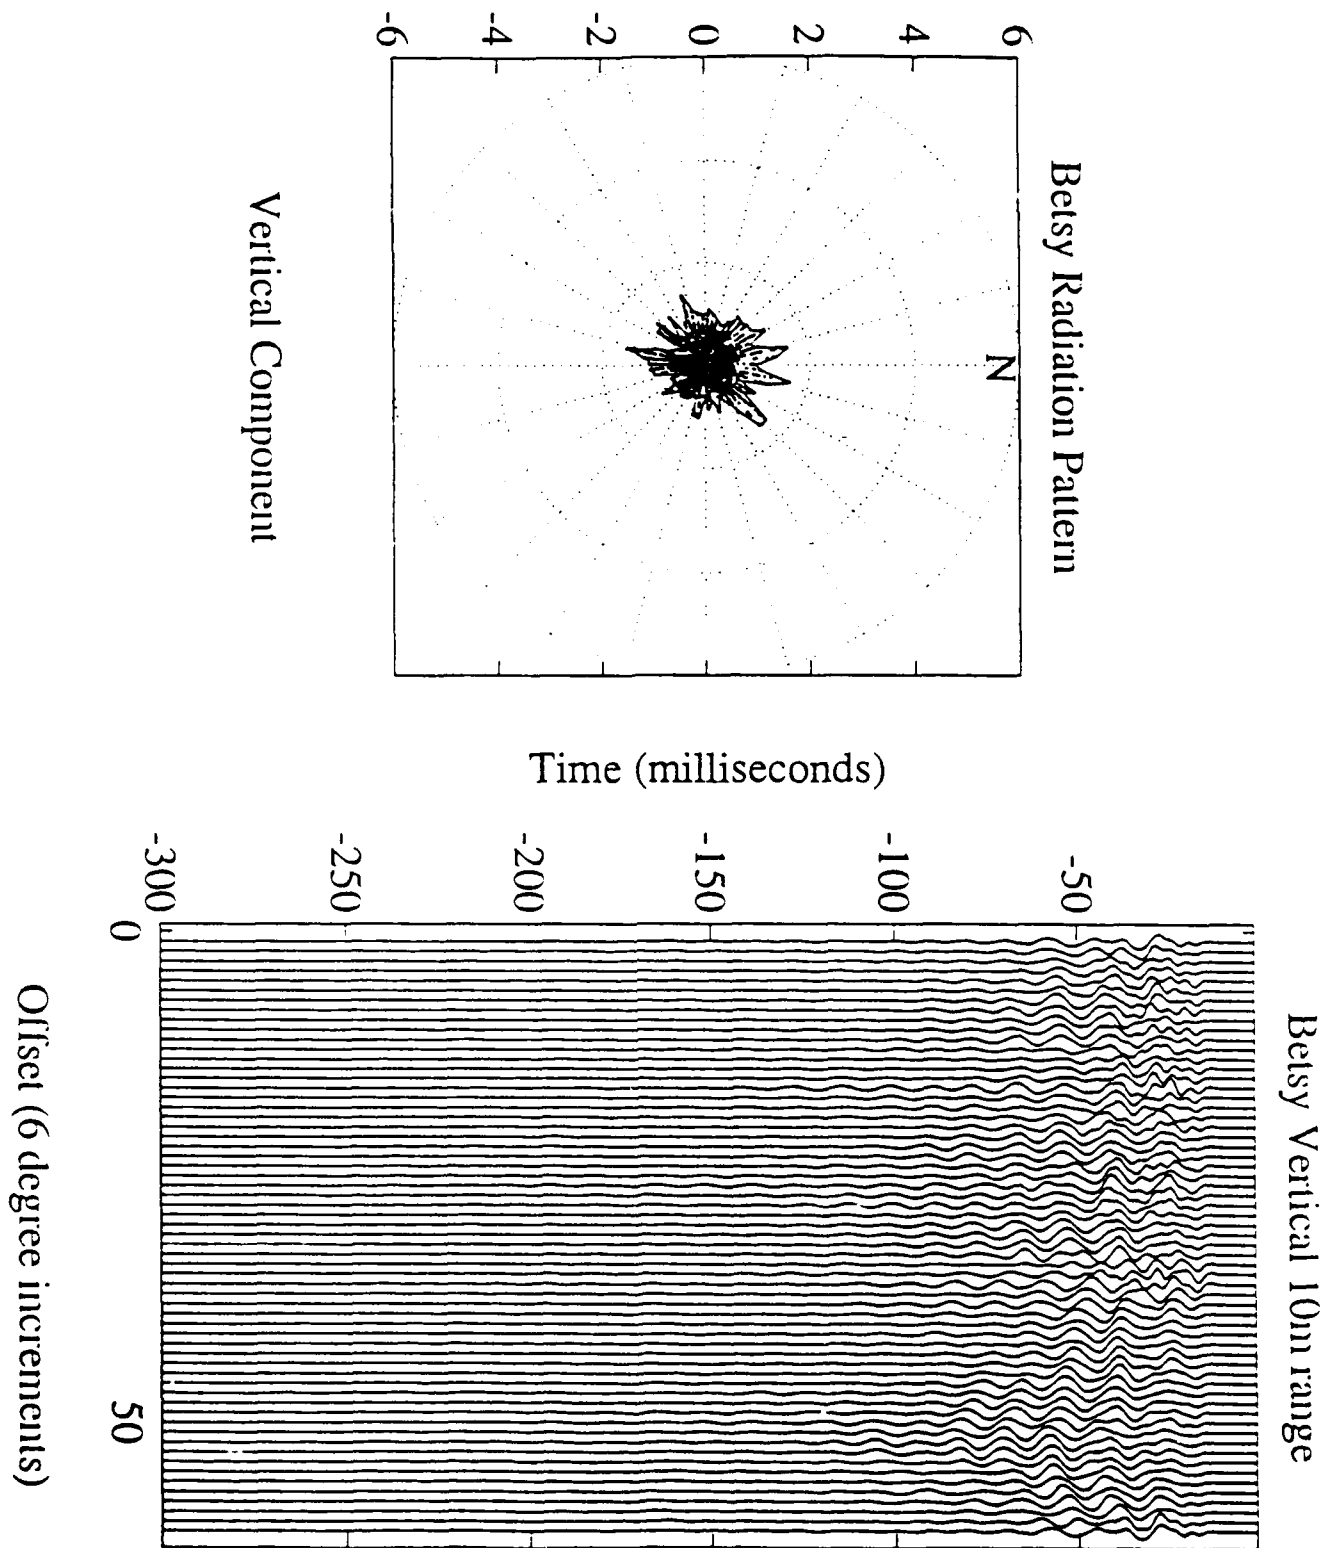 Betsy Radiation Pattern
N
6
4
2
0
-2
-4
-6
Vertical Component
Betsy Vertical 10m range
Time (milliseconds)
-50
-100
-150
-200
-250
-300
0
50
Offset (6 degree increments)